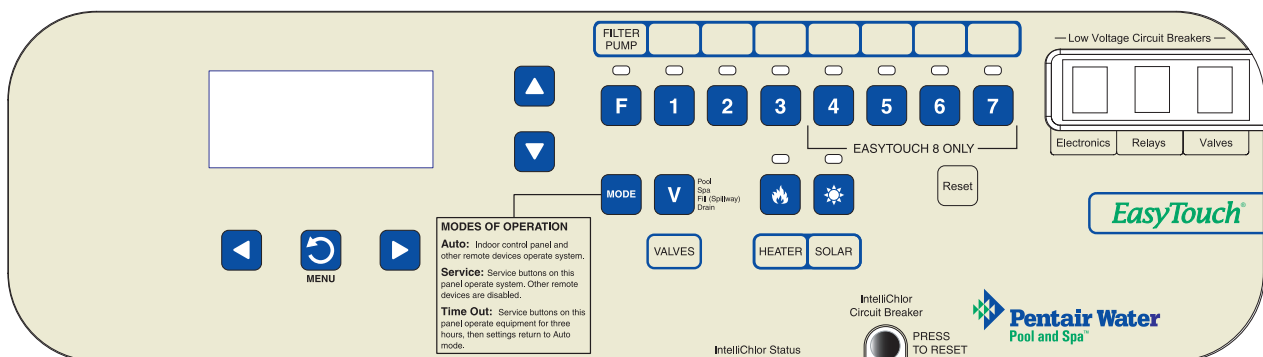 FILTER
PUMP
Low Voltage Circuit Breakers
F
1
2
3
4
5
6
7
EASYTOUCH 8 ONLY
Electronics
Relays
Valves
MODE
V
Pool
Spa
Fill (Spillway)
Drain
Reset
EasyTouch®
MENU
MODES OF OPERATION
Auto: Indoor control panel and
other remote devices operate system.
Service: Service buttons on this
panel operate system. Other remote
devices are disabled.
Time Out: Service buttons on this
panel operate equipment for three
hours, then settings return to Auto
mode.
VALVES
HEATER
SOLAR
IntelliChlor
Circuit Breaker
PRESS
TO RESET
IntelliChlor Status
Pentair Water
Pool and Spa™